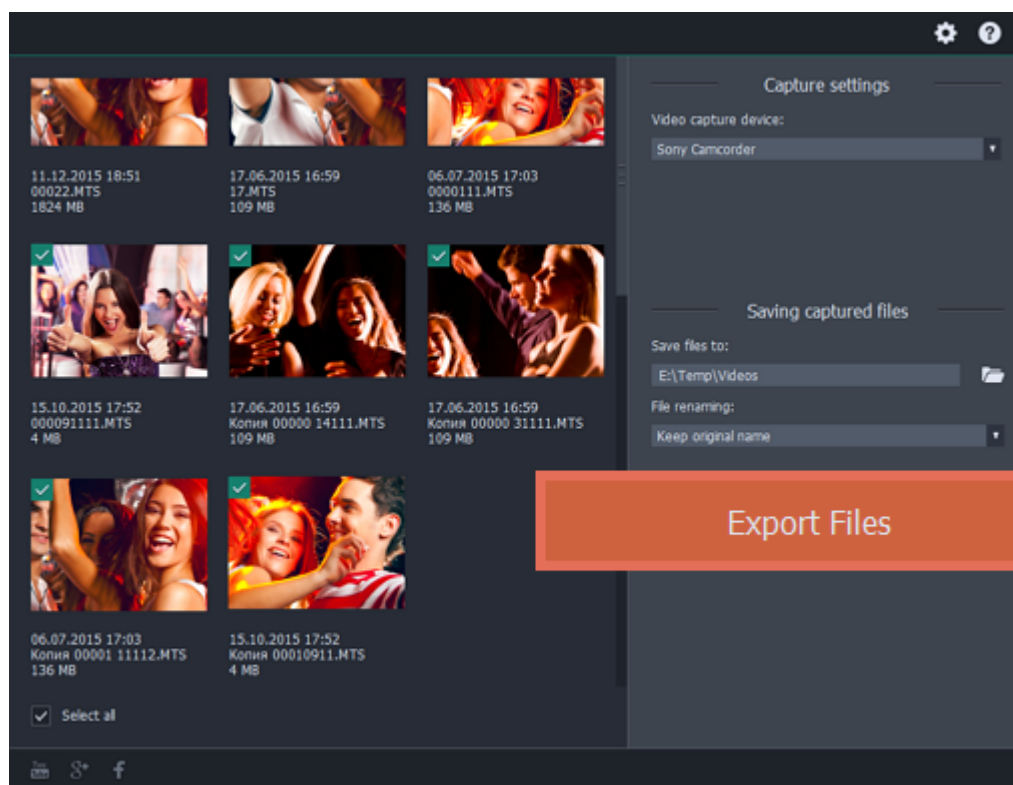 Capture settings
Video capture device:
Sony Camcorder
11.12.2015 18:51
00022.MTS
1824 MB
17.06.2015 16:59
17.MTS
109 MB
06.07.2015 17:03
0000111.MTS
136 MB
Saving captured files
Save files to:
E:\Temp\Videos
File renaming:
Keep original name
15.10.2015 17:52
000091111.MTS
4 MB
17.06.2015 16:59
Копия 00000 14111.MTS
109 MB
17.06.2015 16:59
Копия 00000 31111.MTS
109 MB
Export Files
06.07.2015 17:03
Копия 00001 11112.MTS
136 MB
15.10.2015 17:52
Копия 00010911.MTS
4 MB
Select all